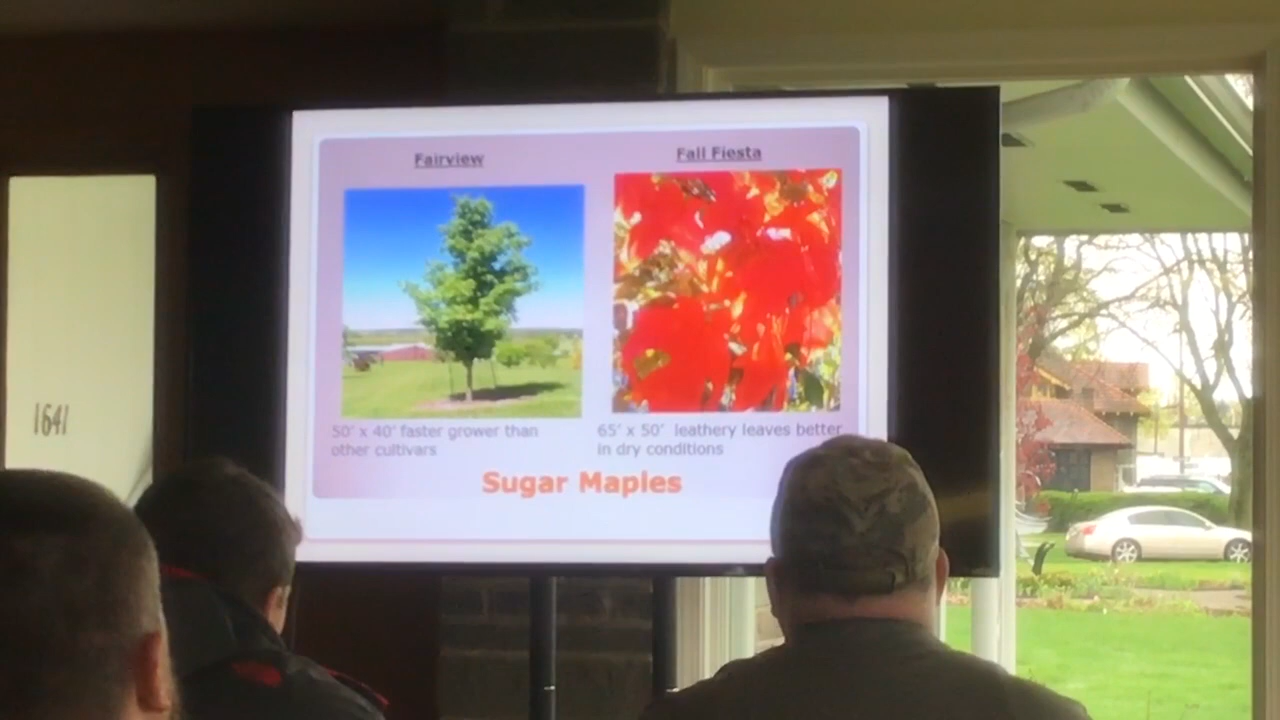 Fairview
Fall Fiesta
50' x 40' faster grower than
other cultivars
65' x 50' leathery leaves better
in dry conditions
Sugar Maples
1641